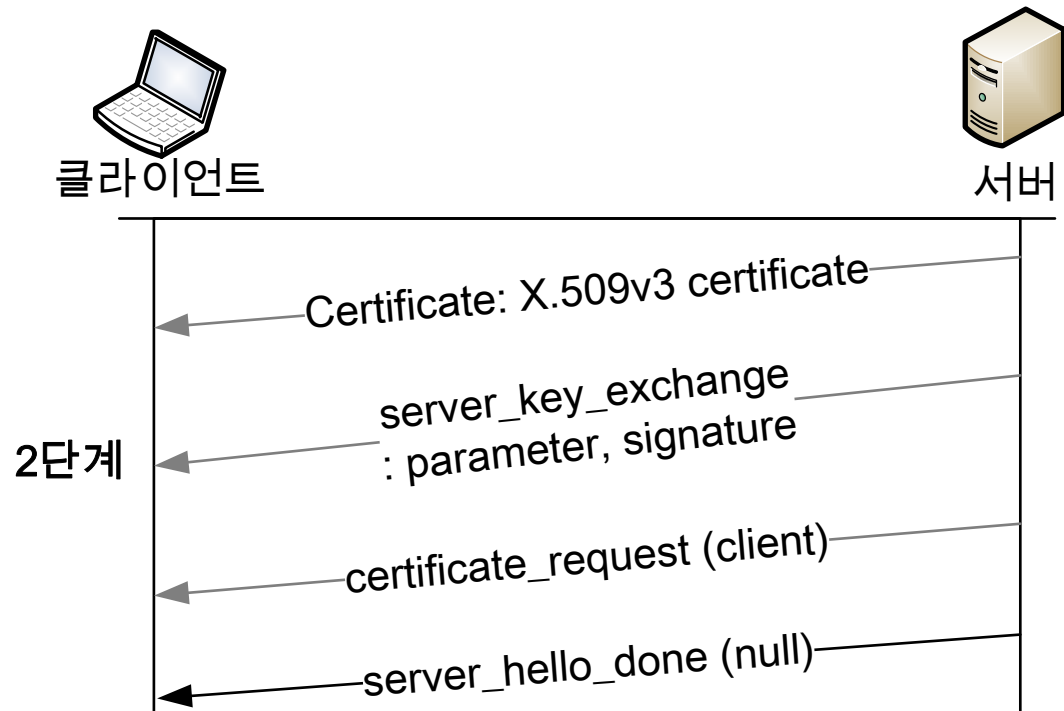 클라이언트
서버
Certificate: X.509v3 certificate
server_key_exchange
: parameter, signature
2단계
certificate_request (client)
server_hello_done (null)